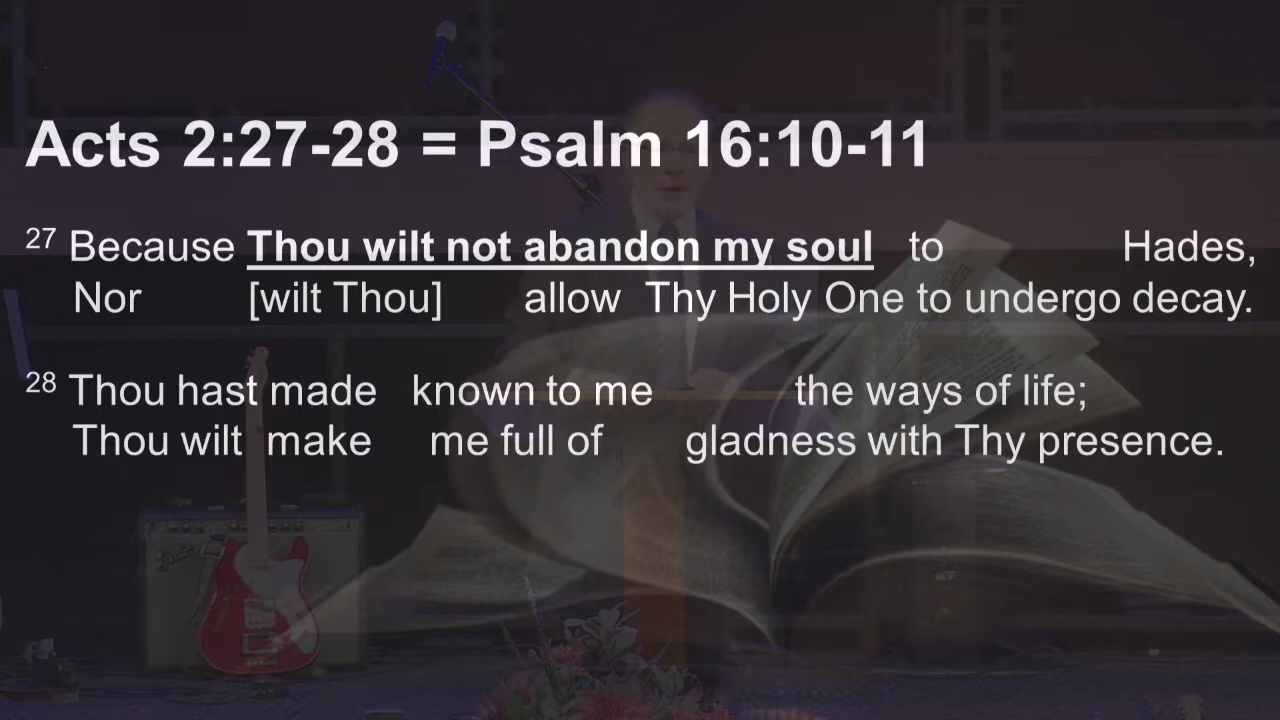 Acts 2:27-28 = Psalm 16:10-11
27 Because Thou wilt not abandon my soul to Hades,
Nor [wilt Thou] allow Thy Holy One to undergo decay.
28 Thou hast made known to me the ways of life;
Thou wilt make me full of gladness with Thy presence.
Fender